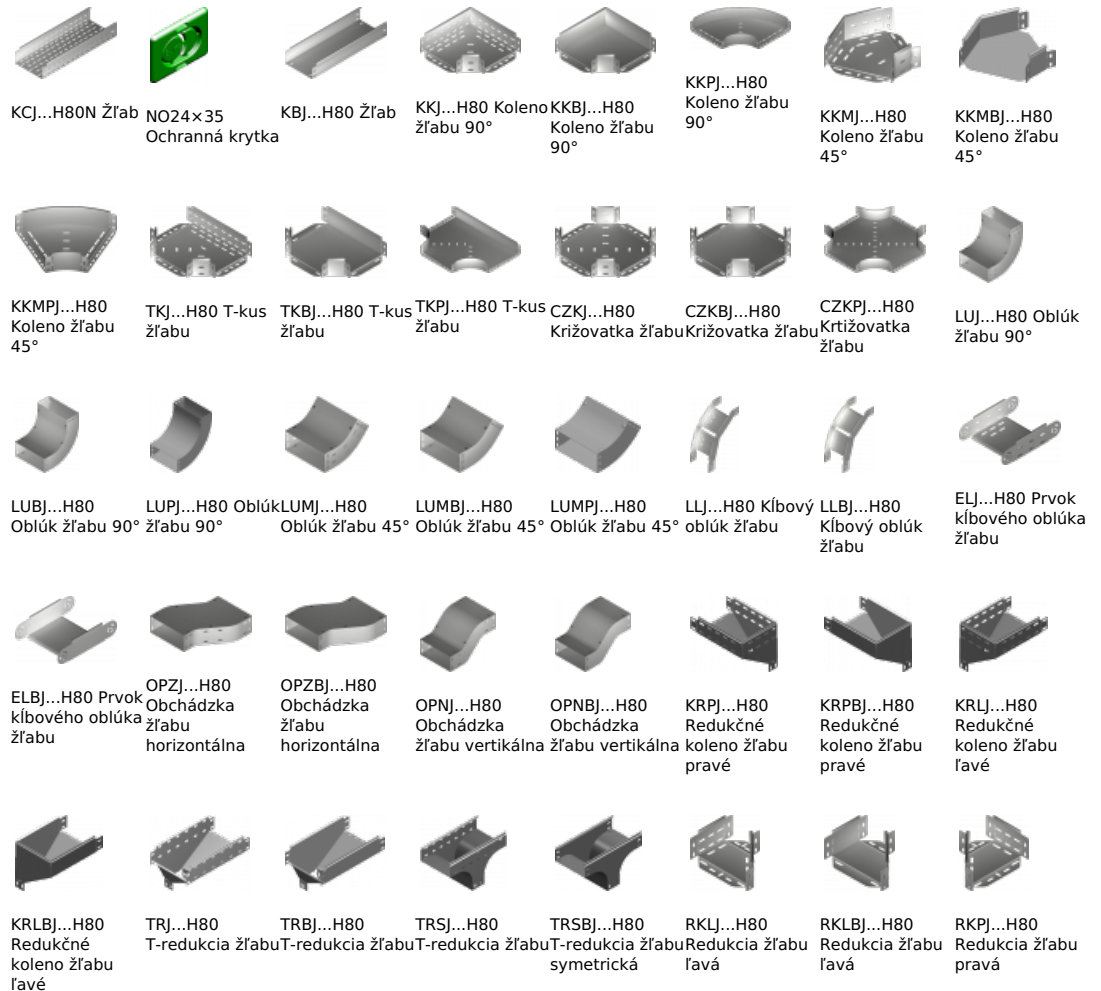 KCJ...H80N Žľab
NO24×35
Ochranná krytka
KBJ...H80 Žľab
KKJ...H80 Koleno
žľabu 90°
KKBJ...H80
Koleno žľabu
90°
KKPJ...H80
Koleno žľabu
90°
KKMJ...H80
Koleno žľabu
45°
KKMBJ...H80
Koleno žľabu
45°
KKMPJ...H80
Koleno žľabu
45°
TKJ...H80 T-kus
žľabu
TKBJ...H80 T-kus
žľabu
TKPJ...H80 T-kus
žľabu
CZKJ...H80
Križovatka žľabu
CZKBJ...H80
Križovatka žľabu
CZKPJ...H80
Krtižovatka
žľabu
LUJ...H80 Oblúk
žľabu 90°
LUBJ...H80
Oblúk žľabu 90°
LUPJ...H80 Oblúk
žľabu 90°
LUMJ...H80
Oblúk žľabu 45°
LUMBJ...H80
Oblúk žľabu 45°
LUMPJ...H80
Oblúk žľabu 45°
LLJ...H80 Kĺbový
oblúk žľabu
LLBJ...H80
Kĺbový oblúk
žľabu
ELJ...H80 Prvok
kĺbového oblúka
žľabu
ELBJ...H80 Prvok
kĺbového oblúka
žľabu
OPZJ...H80
Obchádzka
žľabu
horizontálna
OPZBJ...H80
Obchádzka
žľabu
horizontálna
OPNJ...H80
Obchádzka
žľabu vertikálna
OPNBJ...H80
Obchádzka
žľabu vertikálna
KRPJ...H80
Redukčné
koleno žľabu
pravé
KRPBJ...H80
Redukčné
koleno žľabu
pravé
KRLJ...H80
Redukčné
koleno žľabu
ľavé
KRLBJ...H80
Redukčné
koleno žľabu
ľavé
TRJ...H80
T-redukcia žľabu
TRBJ...H80
T-redukcia žľabu
TRSJ...H80
T-redukcia žľabu
TRSBJ...H80
T-redukcia žľabu
symetrická
RKLJ...H80
Redukcia žľabu
ľavá
RKLBJ...H80
Redukcia žľabu
ľavá
RKPJ...H80
Redukcia žľabu
pravá